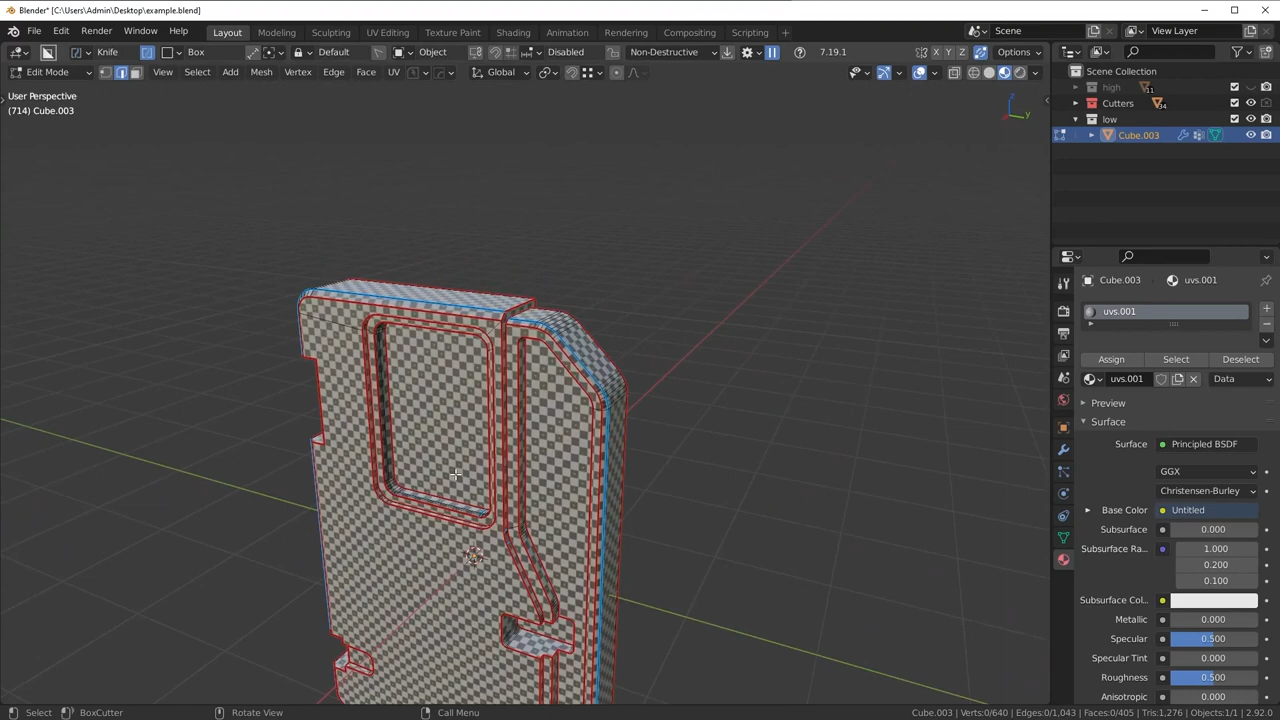 Blender* [C:\Users\Admin\Desktop\example.blend]
File Edit Render Window Help Layout Modeling Sculpting UV Editing Texture Paint Shading Animation Rendering Compositing Scripting + Scene View Layer
Knife Box Default Object Disabled Non-Destructive 7.19.1 X Y Z Options
Edit Mode View Select Add Mesh Vertex Edge Face UV Global
User Perspective
(714) Cube.003
Z
Y
Scene Collection
high 11
Cutters 34
low
Cube.003
Cube.003 uvs.001
uvs.001
Assign Select Deselect
uvs.001 Data
Preview
Surface
Surface Principled BSDF
GGX
Christensen-Burley
Base Color Untitled
Subsurface 0.000
Subsurface Ra... 1.000
0.200
0.100
Subsurface Col...
Metallic 0.000
Specular 0.500
Specular Tint 0.000
Roughness 0.500
Anisotropic 0.000
Select BoxCutter Rotate View Call Menu Cube.003 | Verts:0/640 | Edges:0/1,043 | Faces:0/405 | Tris:1,276 | Objects:1/1 | 2.92.0